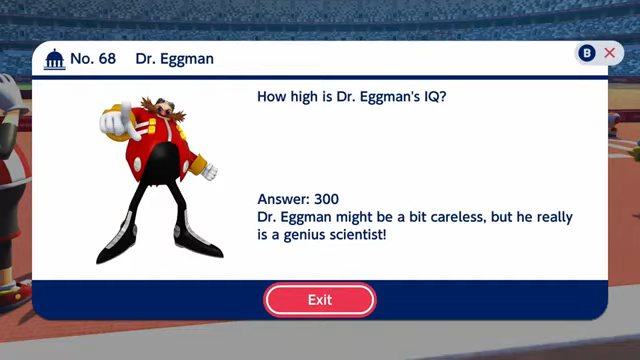 No. 68 Dr. Eggman
B
How high is Dr. Eggman's IQ?
Answer: 300
Dr. Eggman might be a bit careless, but he really
is a genius scientist!
Exit